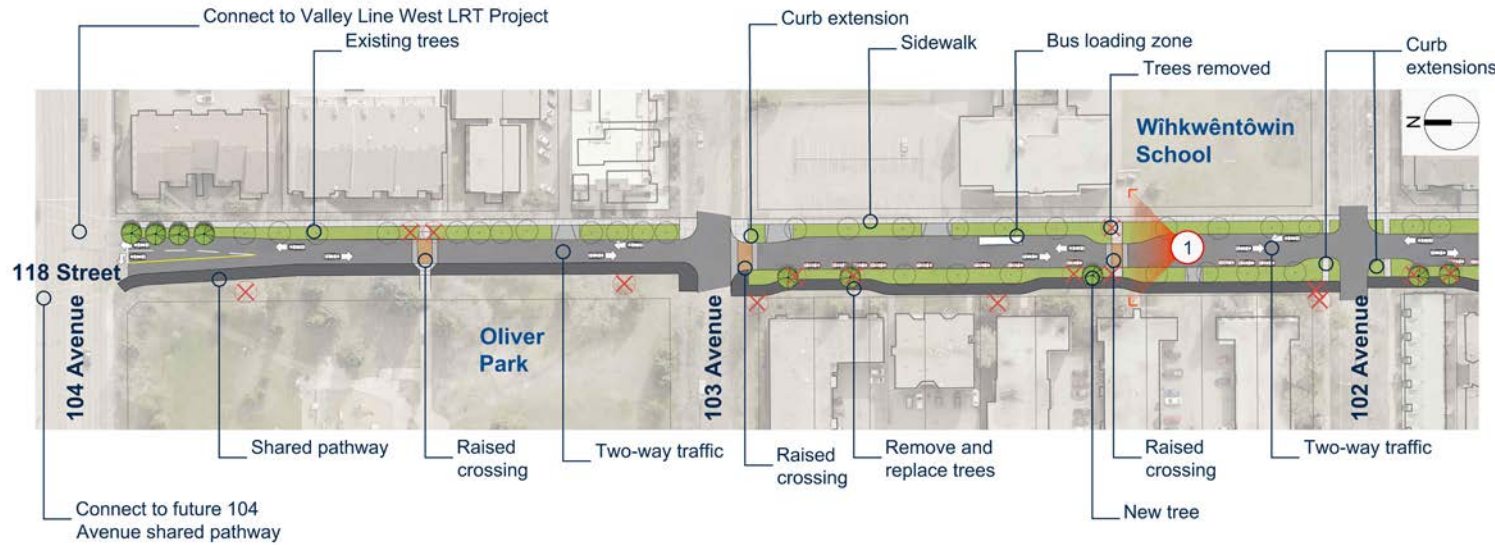 Connect to Valley Line West LRT Project
Existing trees
Curb extension
Sidewalk
Bus loading zone
Trees removed
Curb
extensions
Wîhkwêntôwin
School
N
1
118 Street
104 Avenue
Oliver
Park
103 Avenue
102 Avenue
Shared pathway
Raised
crossing
Two-way traffic
Raised
crossing
Remove and
replace trees
Raised
crossing
Two-way traffic
New tree
Connect to future 104
Avenue shared pathway